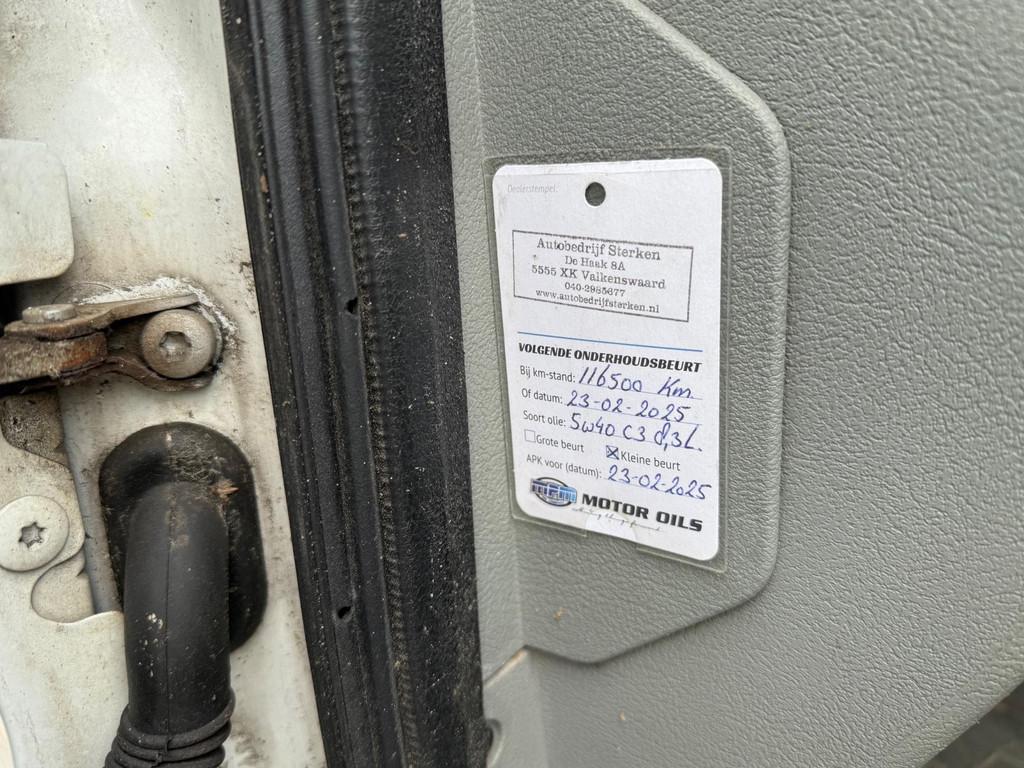 Dealerstempel:
Autobedrijf Sterken
De Haak 8A
5555 XK Valkenswaard
040-2985677
www.autobedrijfsterken.nl
VOLGENDE ONDERHOUDSBEURT
Bij km-stand: 116500 Km.
Of datum: 23-02-2025
Soort olie: 5w40 C3 8,3L.
Grote beurt Kleine beurt
APK voor (datum): 23-02-2025
MPM MOTOR OILS